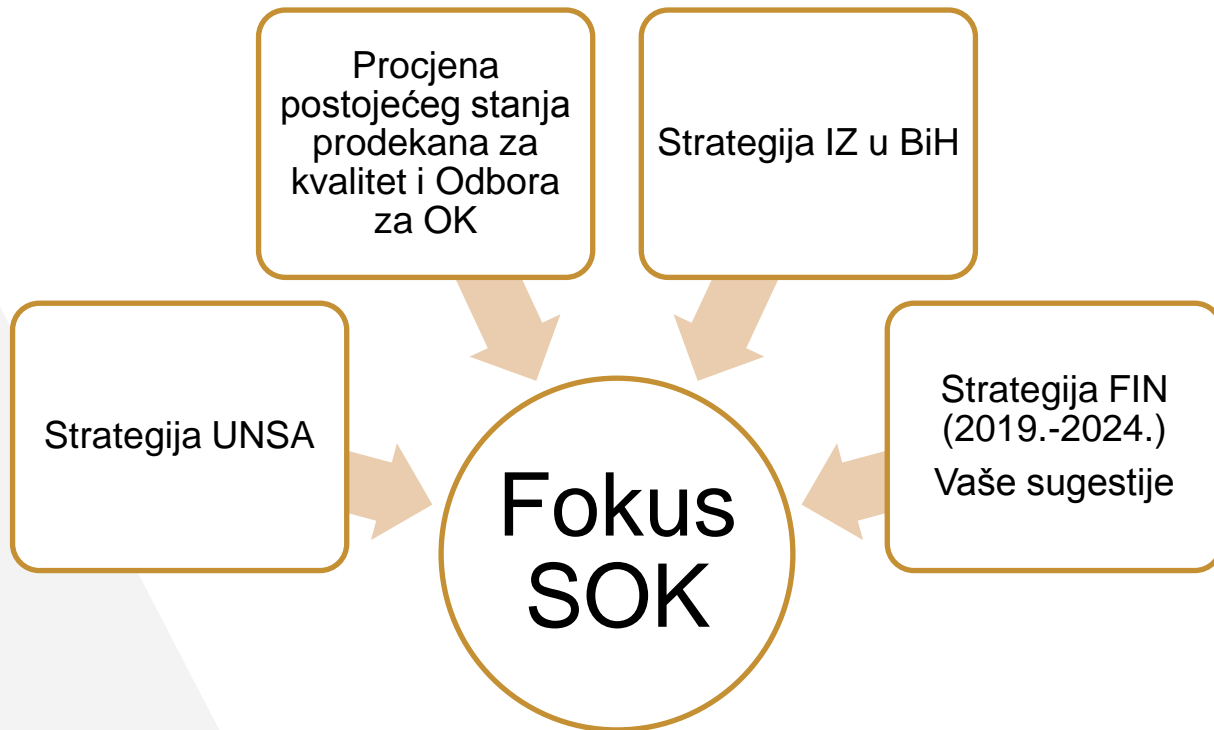 Procjena
postojećeg stanja
prodekana za
kvalitet i Odbora
za OK
Strategija IZ u BiH
Strategija UNSA
Strategija FIN
(2019.-2024.)
Vaše sugestije
Fokus
SOK